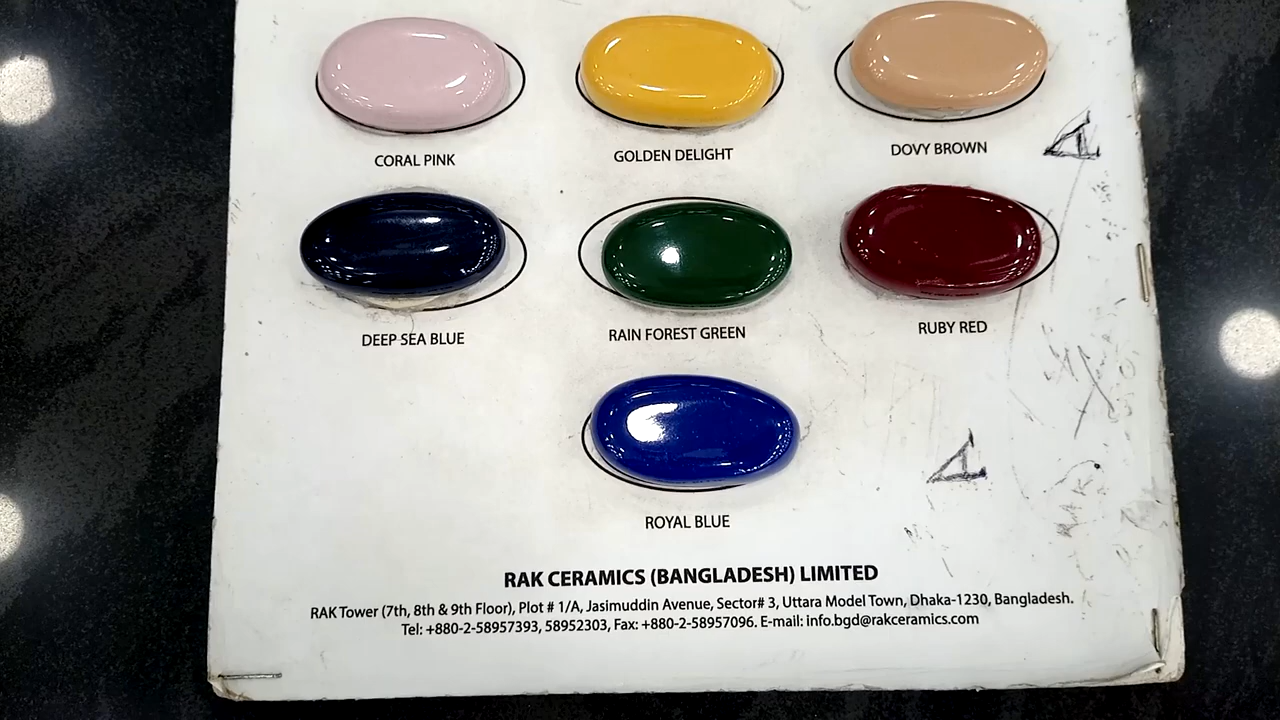 CORAL PINK
GOLDEN DELIGHT
DOVY BROWN
DEEP SEA BLUE
RAIN FOREST GREEN
RUBY RED
ROYAL BLUE
RAK CERAMICS (BANGLADESH) LIMITED
RAK Tower (7th, 8th & 9th Floor), Plot # 1/A, Jasimuddin Avenue, Sector# 3, Uttara Model Town, Dhaka-1230, Bangladesh.
Tel: +880-2-58957393, 58952303, Fax: +880-2-58957096. E-mail: info.bgd@rakceramics.com